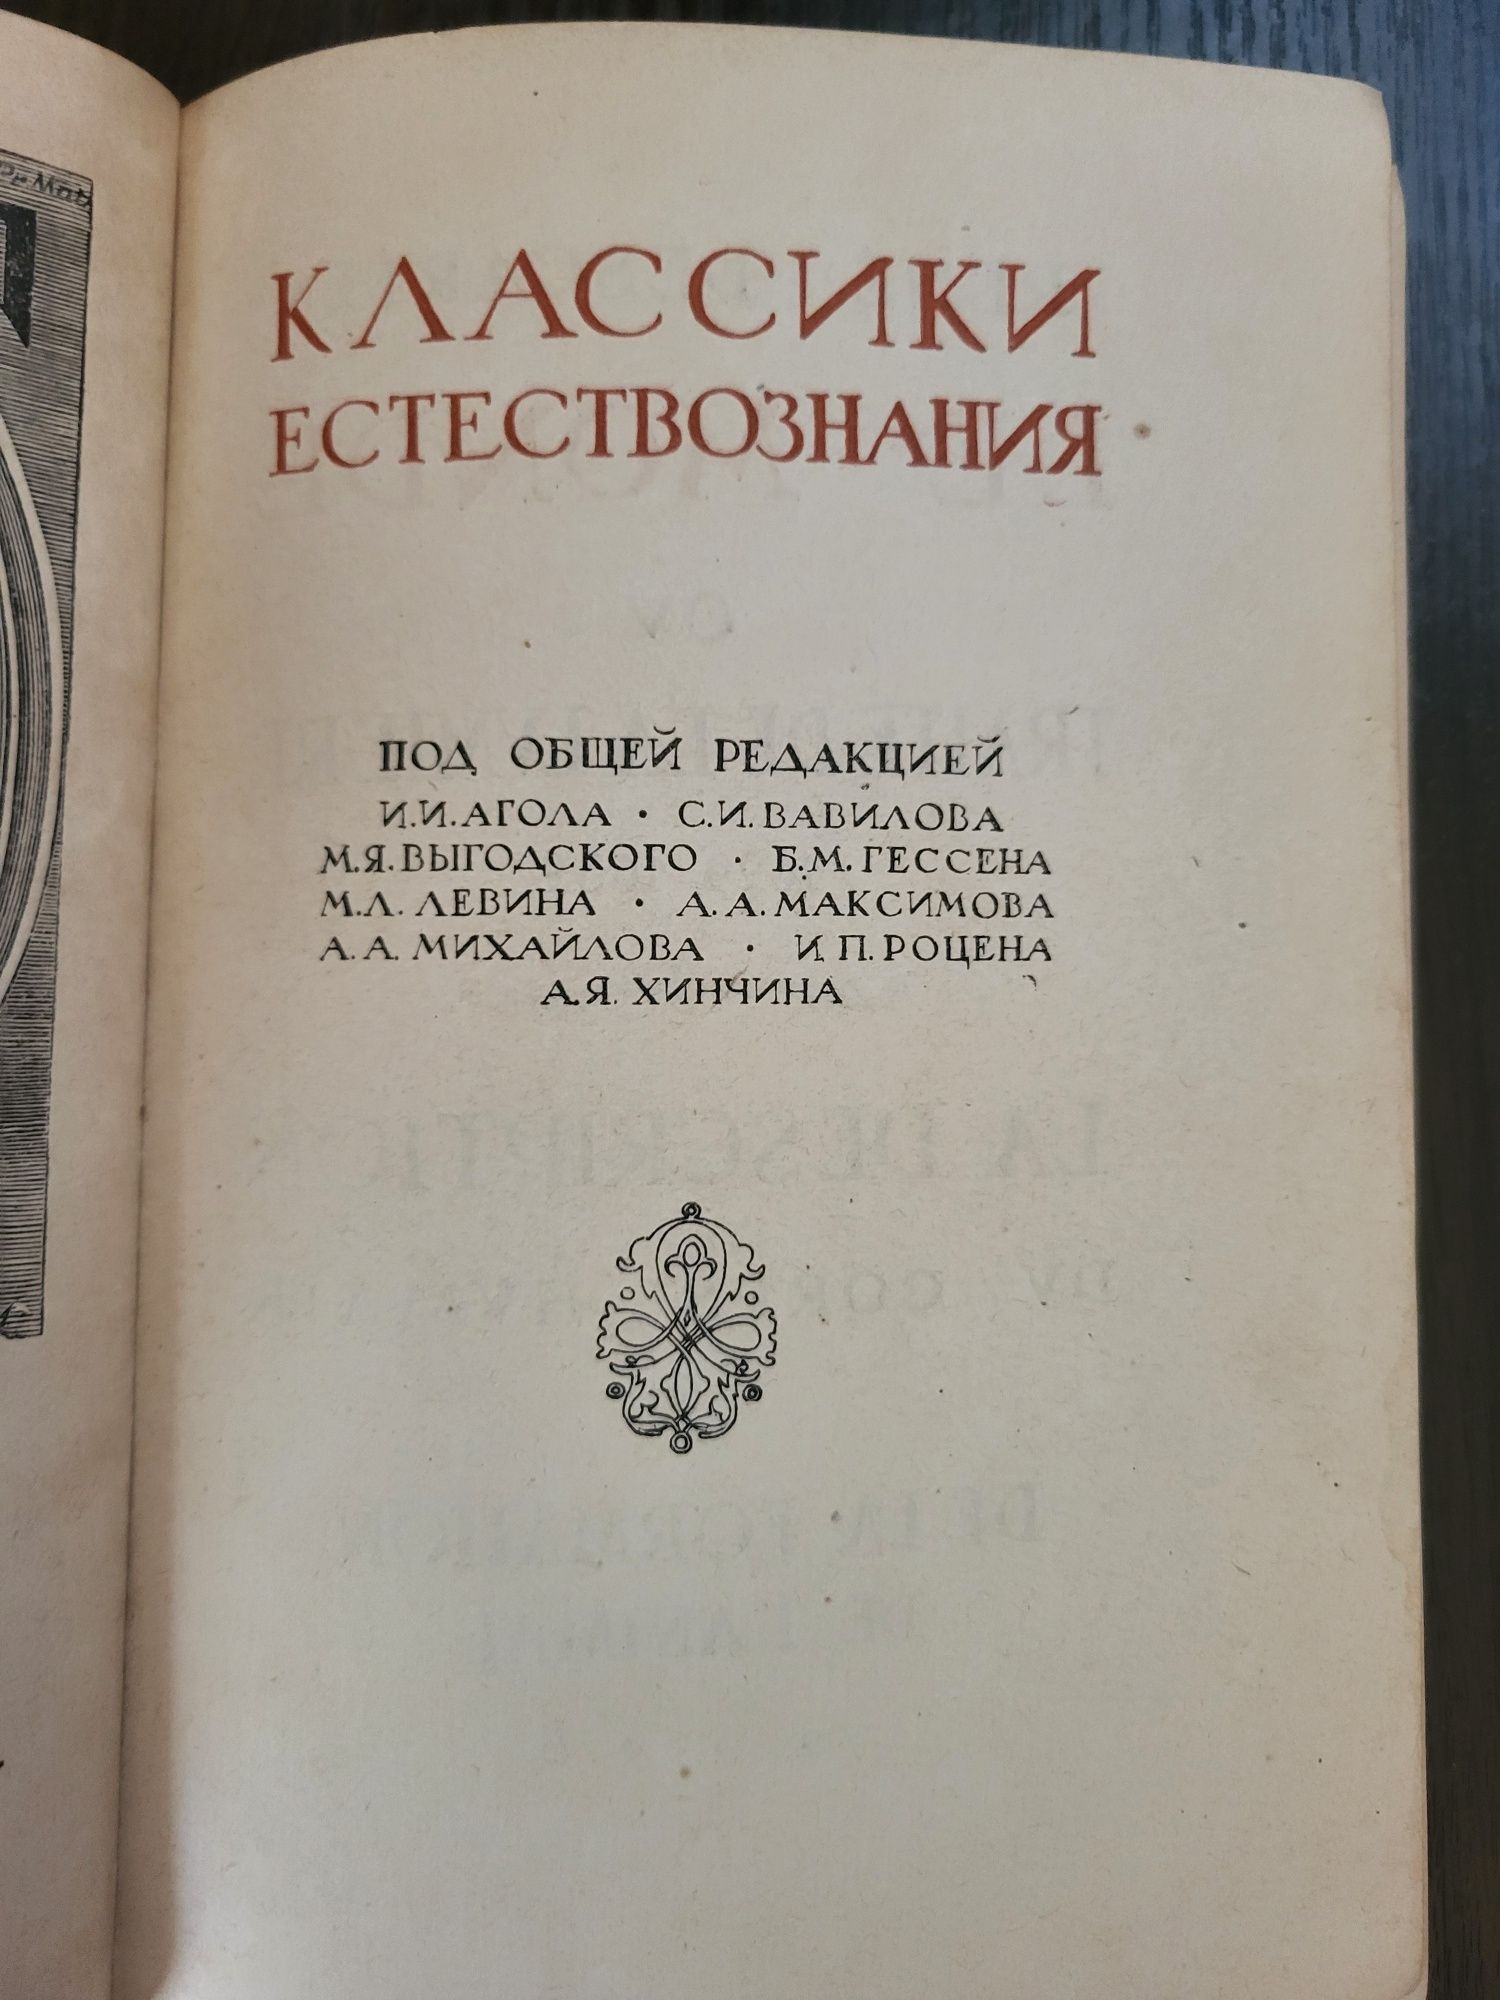 КЛАССИКИ
ЕСТЕСТВОЗНАНИЯ
ПОД ОБЩЕЙ РЕДАКЦИЕЙ
И.И.АГОЛА • С.И.ВАВИЛОВА
М.Я.ВЫГОДСКОГО • Б.М.ГЕССЕНА
М.Л.ЛЕВИНА • А.А.МАКСИМОВА
А.А.МИХАЙЛОВА • И П.РОЦЕНА
А.Я.ХИНЧИНА